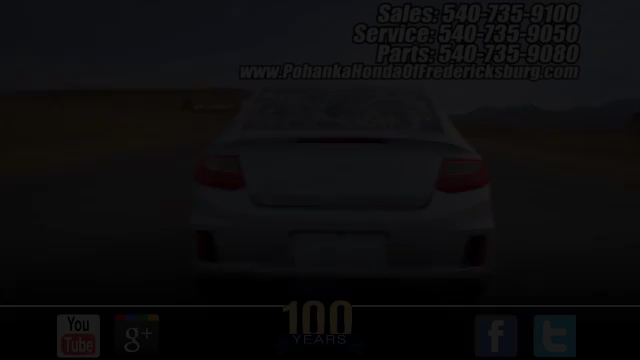 Sales: 540-735-9100
Service: 540-735-9050
Parts: 540-735-9080
www.PohankaHondaOfFredericksburg.com
You
Tube
g+
100
YEARS
f
t